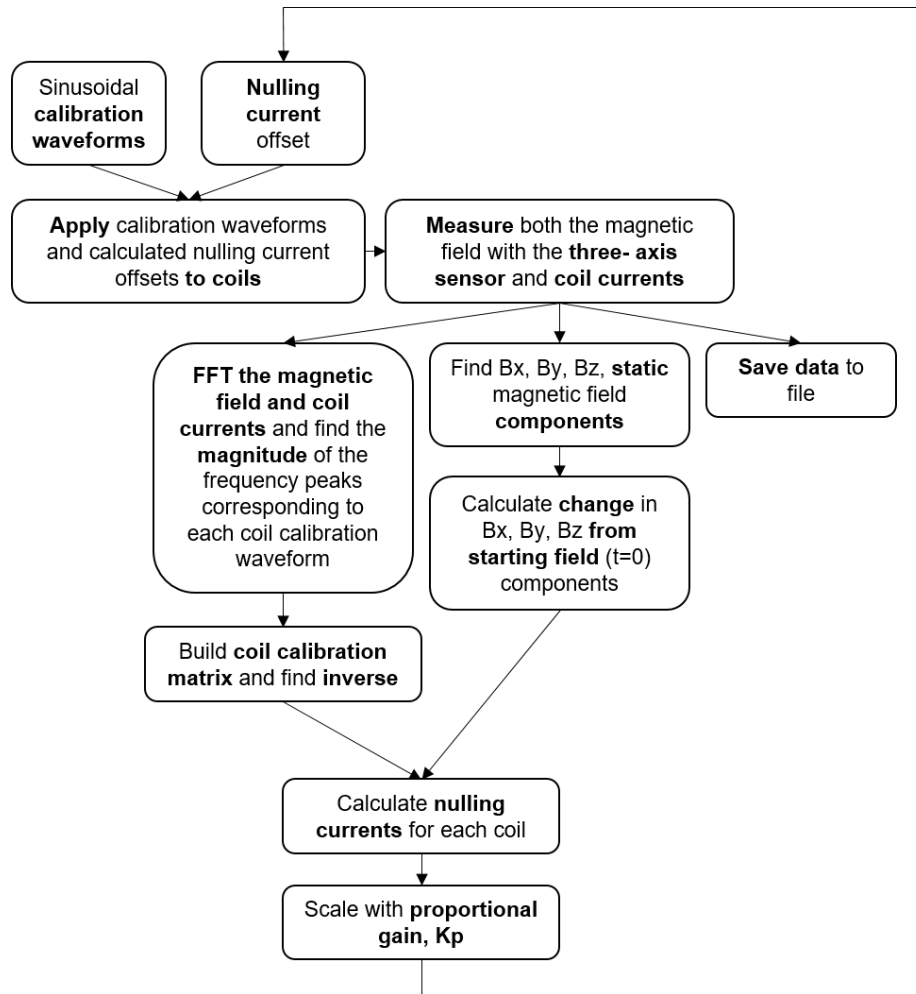 Sinusoidal
calibration
waveforms
Nulling
current
offset
Apply calibration waveforms
and calculated nulling current
offsets to coils
Measure both the magnetic
field with the three- axis
sensor and coil currents
FFT the magnetic
field and coil
currents and find the
magnitude of the
frequency peaks
corresponding to
each coil calibration
waveform
Find Bx, By, Bz, static
magnetic field
components
Save data to
file
Calculate change in
Bx, By, Bz from
starting field (t=0)
components
Build coil calibration
matrix and find inverse
Calculate nulling
currents for each coil
Scale with proportional
gain, Kp